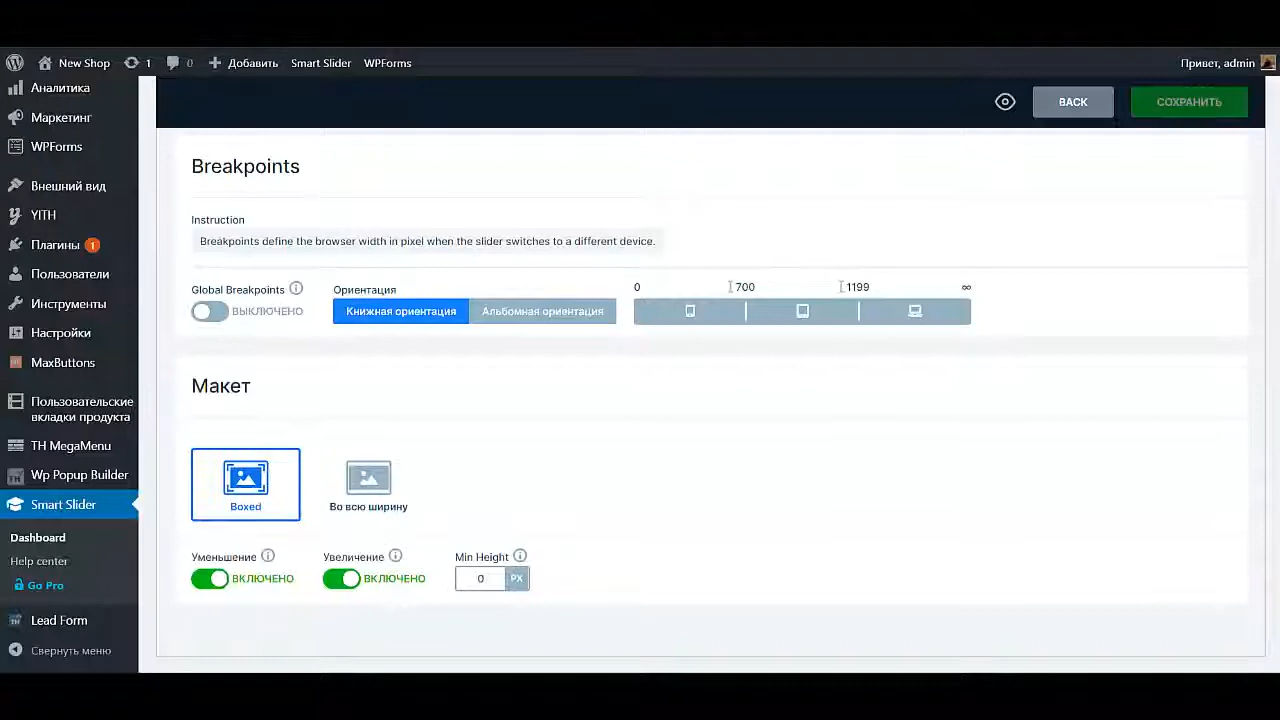 New Shop
1
0
Добавить
Smart Slider
WPForms
Привет, admin
Аналитика
Маркетинг
WPForms
Внешний вид
YITH
Плагины 1
Пользователи
Инструменты
Настройки
MaxButtons
Пользовательские
вкладки продукта
TH MegaMenu
Wp Popup Builder
Smart Slider
Dashboard
Help center
Go Pro
Lead Form
Свернуть меню
BACK
СОХРАНИТЬ
Breakpoints
Instruction
Breakpoints define the browser width in pixel when the slider switches to a different device.
Global Breakpoints
ВЫКЛЮЧЕНО
Ориентация
Книжная ориентация
Альбомная ориентация
0
700
1199
∞
Макет
Boxed
Во всю ширину
Уменьшение
ВКЛЮЧЕНО
Увеличение
ВКЛЮЧЕНО
Min Height
0
PX